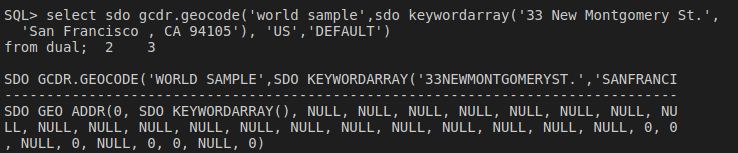 SQL> select sdo gcdr.geocode('world sample',sdo keywordarray('33 New Montgomery St.',
'San Francisco , CA 94105'), 'US','DEFAULT')
from dual;  2    3
SDO GCDR.GEOCODE('WORLD SAMPLE',SDO KEYWORDARRAY('33NEWMONTGOMERYST.','SANFRANCI
--------------------------------------------------------------------------------
SDO GEO ADDR(0, SDO KEYWORDARRAY(), NULL, NULL, NULL, NULL, NULL, NULL, NULL, NU
LL, NULL, NULL, NULL, NULL, NULL, NULL, NULL, NULL, NULL, NULL, NULL, NULL, 0, 0
, NULL, 0, NULL, 0, 0, NULL, 0)